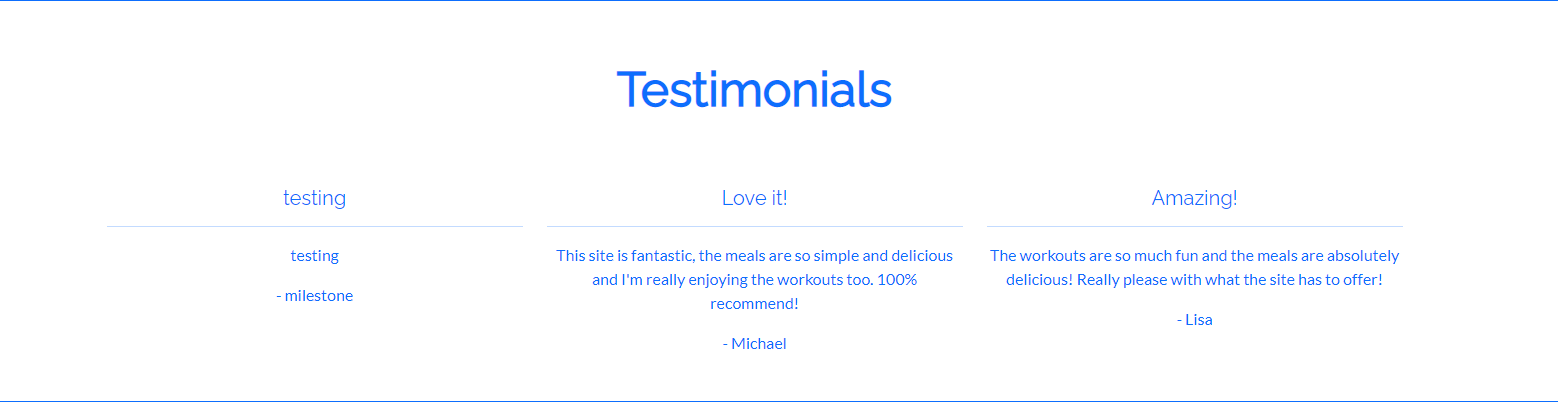 Testimonials
testing
testing
- milestone
Love it!
This site is fantastic, the meals are so simple and delicious
and I'm really enjoying the workouts too. 100%
recommend!
- Michael
Amazing!
The workouts are so much fun and the meals are absolutely
delicious! Really please with what the site has to offer!
- Lisa